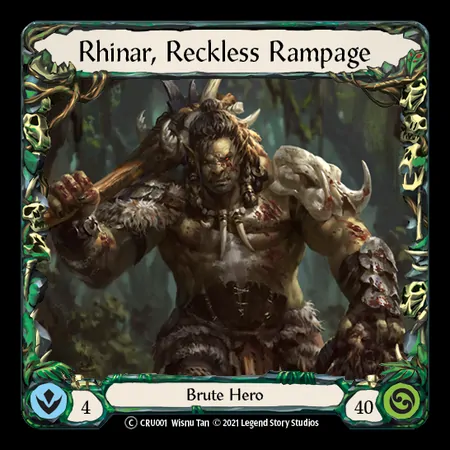 Rhinar, Reckless Rampage
4
Brute Hero
40
© CRU001 Wisnu Tan © 2021 Legend Story Studios